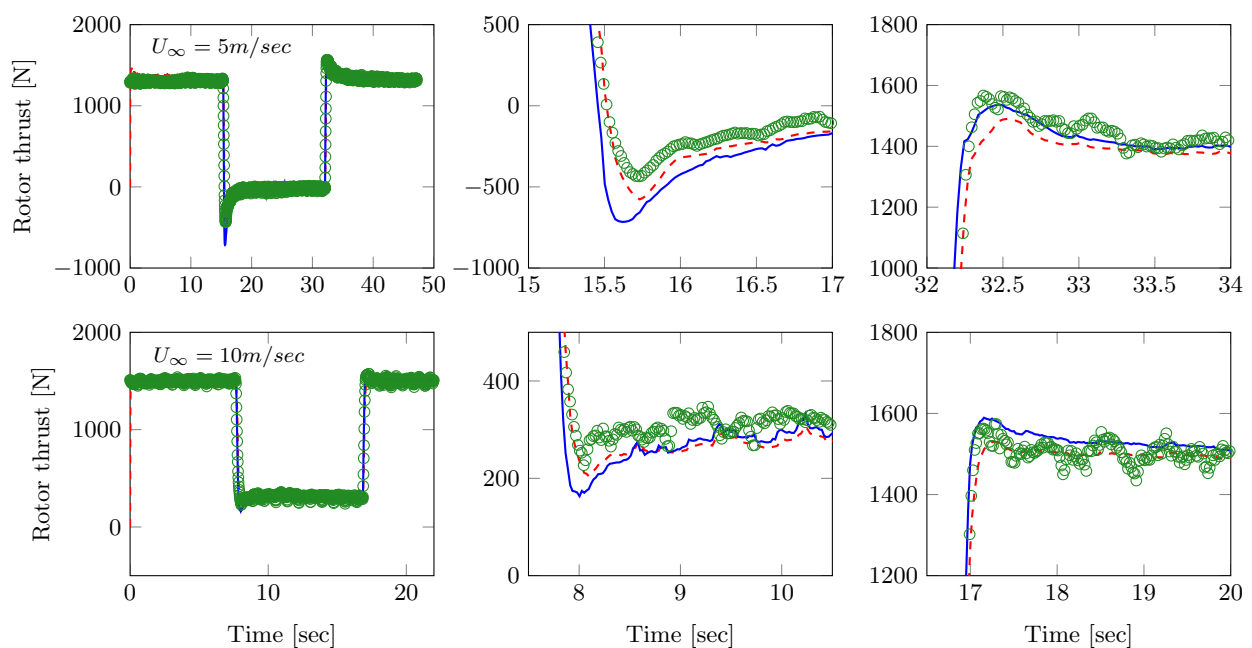 Rotor thrust [N]
2000
1000
0
−1000
U∞ = 5m/sec
0 10 20 30 40 50
500
0
−500
−1000
15 15.5 16 16.5 17
1800
1600
1400
1200
1000
32 32.5 33 33.5 34
Rotor thrust [N]
2000
1000
0
U∞ = 10m/sec
0 10 20
Time [sec]
400
200
0
8 9 10
Time [sec]
1800
1600
1400
1200
17 18 19 20
Time [sec]